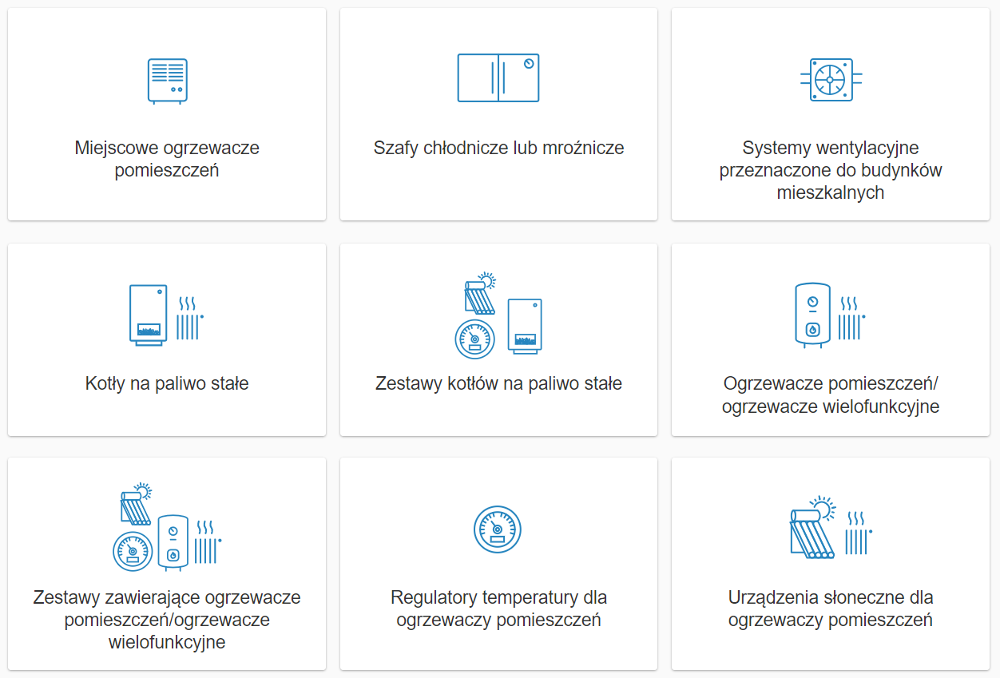 Miejscowe ogrzewacze
pomieszczeń
Szafy chłodnicze lub mroźnicze
Systemy wentylacyjne
przeznaczone do budynków
mieszkalnych
Kotły na paliwo stałe
Zestawy kotłów na paliwo stałe
Ogrzewacze pomieszczeń/
ogrzewacze wielofunkcyjne
Zestawy zawierające ogrzewacze
pomieszczeń/ogrzewacze
wielofunkcyjne
Regulatory temperatury dla
ogrzewaczy pomieszczeń
Urządzenia słoneczne dla
ogrzewaczy pomieszczeń